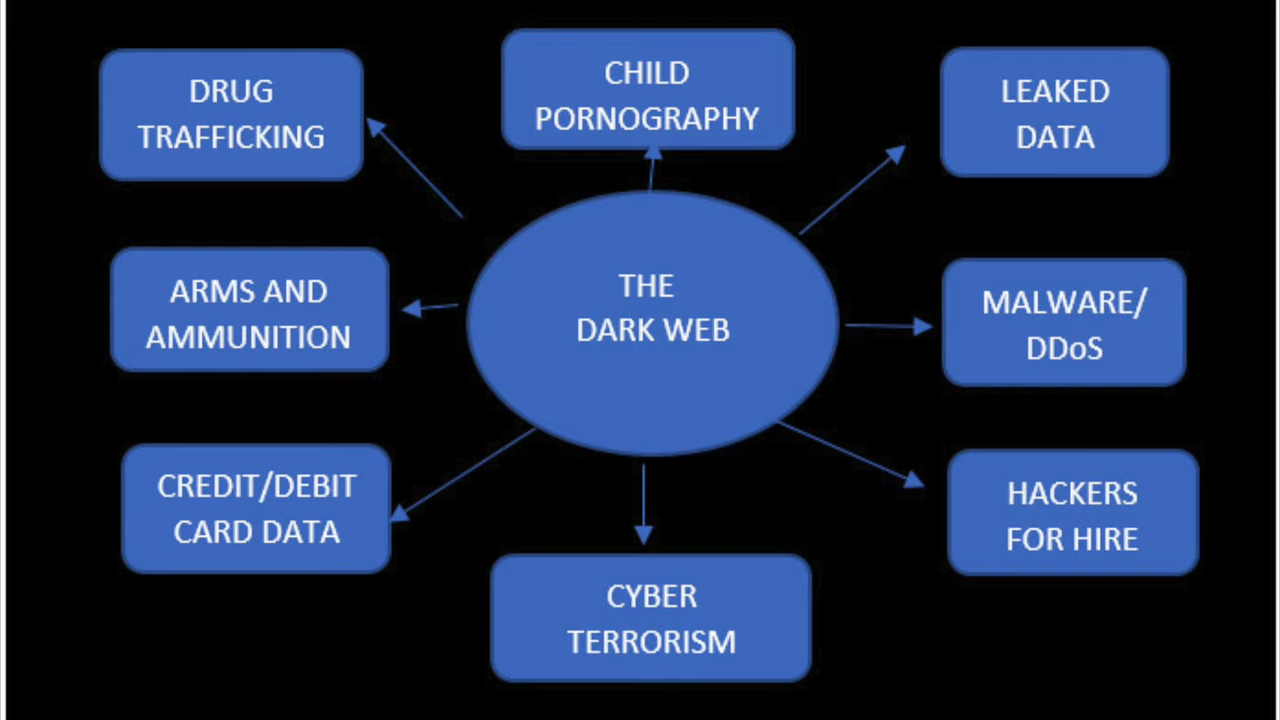 DRUG
TRAFFICKING
CHILD
PORNOGRAPHY
LEAKED
DATA
ARMS AND
AMMUNITION
THE
DARK WEB
MALWARE/
DDoS
CREDIT/DEBIT
CARD DATA
HACKERS
FOR HIRE
CYBER
TERRORISM